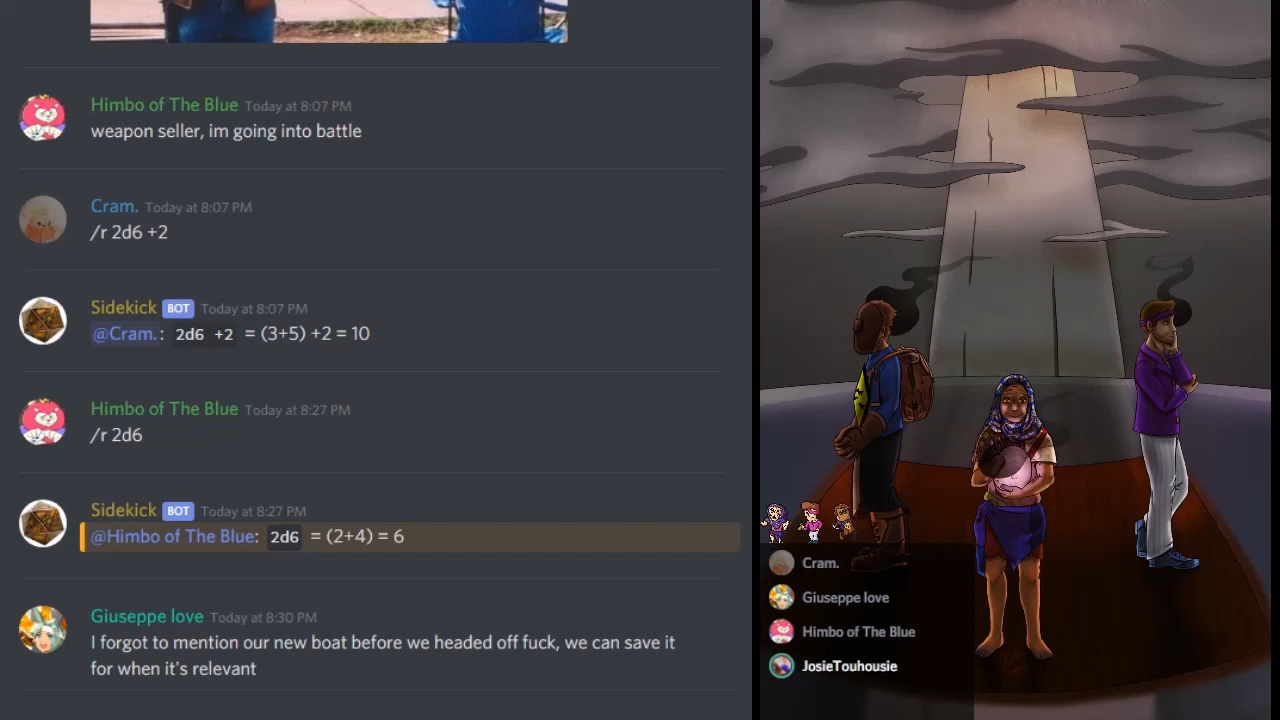 Himbo of The Blue Today at 8:07 PM
weapon seller, im going into battle
Cram. Today at 8:07 PM
/r 2d6 +2
Sidekick BOT Today at 8:07 PM
@Cram.: 2d6 +2 = (3+5) +2 = 10
Himbo of The Blue Today at 8:27 PM
/r 2d6
Sidekick BOT Today at 8:27 PM
@Himbo of The Blue: 2d6 = (2+4) = 6
Giuseppe love Today at 8:30 PM
I forgot to mention our new boat before we headed off fuck, we can save it
for when it's relevant
Cram.
Giuseppe love
Himbo of The Blue
JosieTouhousie